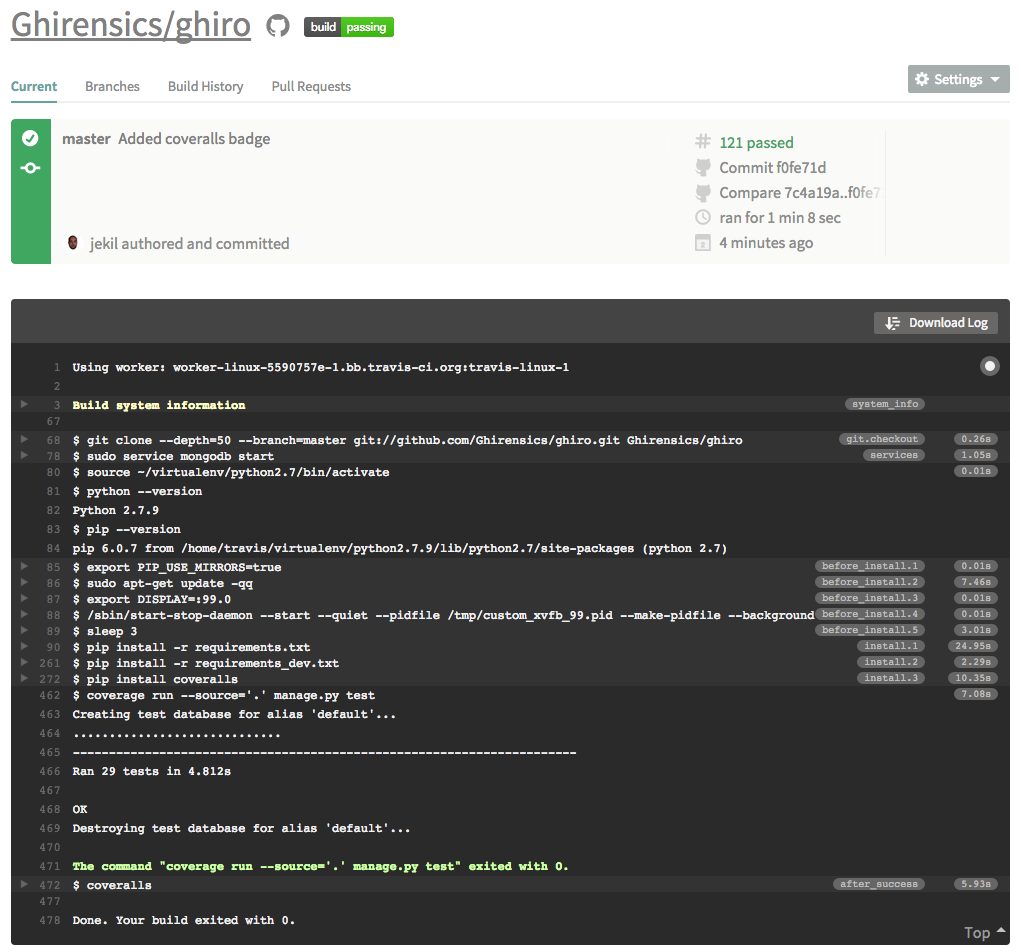 Ghirensics/ghiro build passing
Current Branches Build History Pull Requests Settings
master Added coveralls badge
# 121 passed
Commit f0fe71d
Compare 7c4a19a..f0fe7
ran for 1 min 8 sec
jekil authored and committed
4 minutes ago
Download Log
1 Using worker: worker-linux-5590757e-1.bb.travis-ci.org:travis-linux-1
2
3 Build system information system_info
67
68 $ git clone --depth=50 --branch=master git://github.com/Ghirensics/ghiro.git Ghirensics/ghiro git.checkout 0.26s
78 $ sudo service mongodb start services 1.05s
80 $ source ~/virtualenv/python2.7/bin/activate 0.01s
81 $ python --version
82 Python 2.7.9
83 $ pip --version
84 pip 6.0.7 from /home/travis/virtualenv/python2.7.9/lib/python2.7/site-packages (python 2.7)
85 $ export PIP_USE_MIRRORS=true before_install.1 0.01s
86 $ sudo apt-get update -qq before_install.2 7.46s
87 $ export DISPLAY=:99.0 before_install.3 0.01s
88 $ /sbin/start-stop-daemon --start --quiet --pidfile /tmp/custom_xvfb_99.pid --make-pidfile --background before_install.4 0.01s
89 $ sleep 3 before_install.5 3.01s
90 $ pip install -r requirements.txt install.1 24.95s
261 $ pip install -r requirements_dev.txt install.2 2.29s
272 $ pip install coveralls install.3 10.35s
462 $ coverage run --source='.' manage.py test 7.08s
463 Creating test database for alias 'default'...
464 .............................
465 ----------------------------------------------------------------------
466 Ran 29 tests in 4.812s
467
468 OK
469 Destroying test database for alias 'default'...
470
471 The command "coverage run --source='.' manage.py test" exited with 0.
472 $ coveralls after_success 5.93s
477
478 Done. Your build exited with 0.
Top